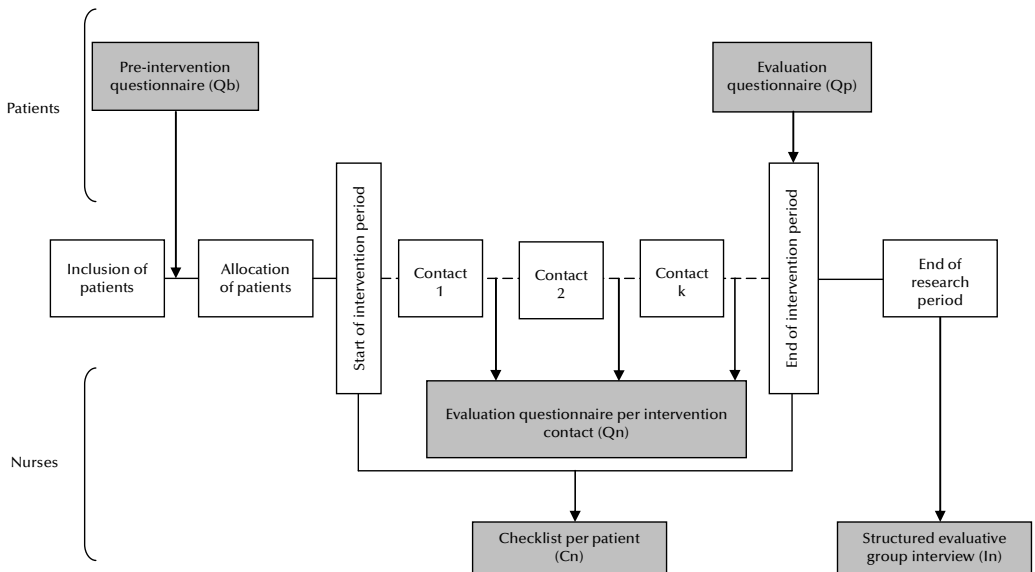 Pre-intervention
questionnaire (Qb)
Evaluation
questionnaire (Qp)
Patients
Inclusion of
patients
Allocation
of patients
Start of intervention period
Contact
1
Contact
2
Contact
k
End of intervention period
End of
research
period
Evaluation questionnaire per intervention
contact (Qn)
Nurses
Checklist per patient
(Cn)
Structured evaluative
group interview (In)